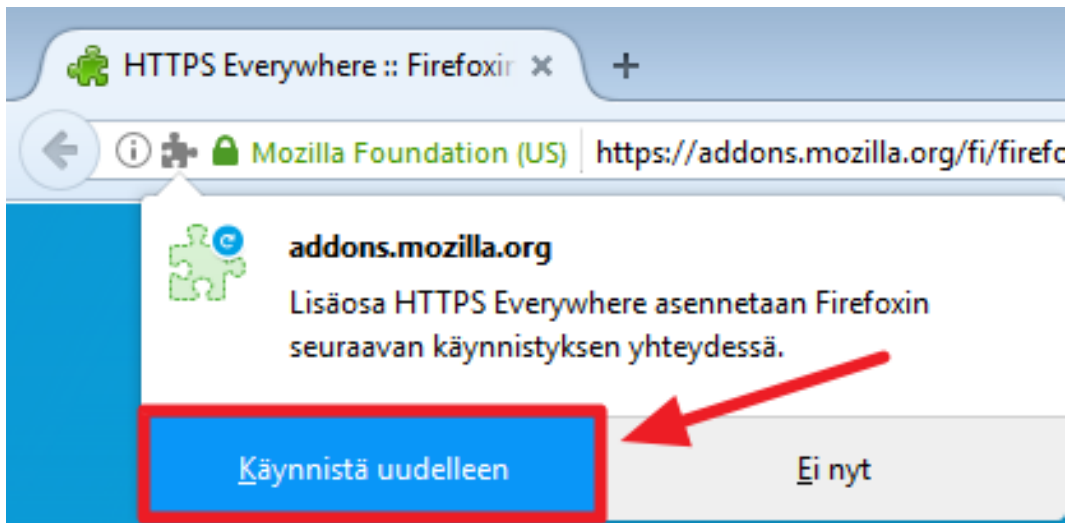 HTTPS Everywhere :: Firefoxin
Mozilla Foundation (US) https://addons.mozilla.org/fi/firefo
addons.mozilla.org
Lisäosa HTTPS Everywhere asennetaan Firefoxin
seuraavan käynnistyksen yhteydessä.
Käynnistä uudelleen Ei nyt